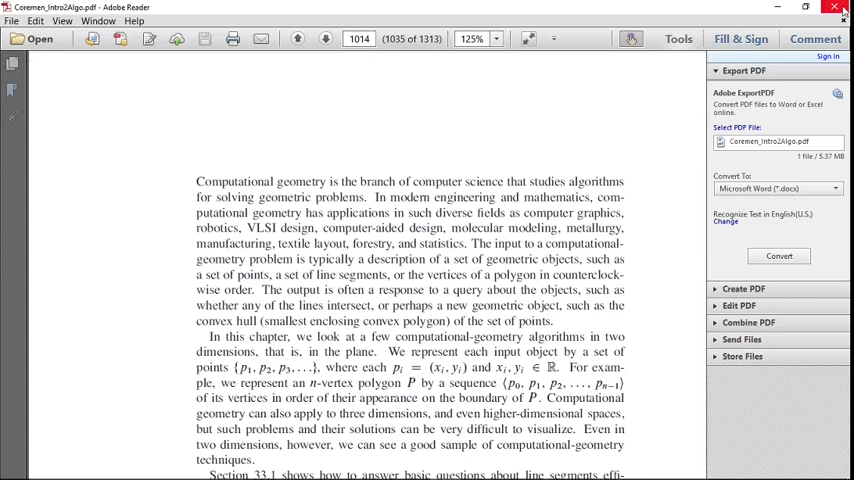 Coremen_Intro2Algo.pdf - Adobe Reader
File Edit View Window Help
Open 1014 (1035 of 1313) 125% Tools Fill & Sign Comment
Sign In
Export PDF
Adobe ExportPDF
Convert PDF files to Word or Excel
online.
Select PDF File:
Coremen_Intro2Algo.pdf
1 file / 5.37 MB
Convert To:
Microsoft Word (*.docx)
Recognize Text in English(U.S.)
Change
Convert
Create PDF
Edit PDF
Combine PDF
Send Files
Store Files
Computational geometry is the branch of computer science that studies algorithms
for solving geometric problems. In modern engineering and mathematics, com-
putational geometry has applications in such diverse fields as computer graphics,
robotics, VLSI design, computer-aided design, molecular modeling, metallurgy,
manufacturing, textile layout, forestry, and statistics. The input to a computational-
geometry problem is typically a description of a set of geometric objects, such as
a set of points, a set of line segments, or the vertices of a polygon in counterclock-
wise order. The output is often a response to a query about the objects, such as
whether any of the lines intersect, or perhaps a new geometric object, such as the
convex hull (smallest enclosing convex polygon) of the set of points.
In this chapter, we look at a few computational-geometry algorithms in two
dimensions, that is, in the plane. We represent each input object by a set of
points {p₁, p₂, p₃, …}, where each pᵢ = (xᵢ, yᵢ) and xᵢ, yᵢ ∈ ℝ. For exam-
ple, we represent an n-vertex polygon P by a sequence ⟨p₀, p₁, p₂, …, pₙ₋₁⟩
of its vertices in order of their appearance on the boundary of P. Computational
geometry can also apply to three dimensions, and even higher-dimensional spaces,
but such problems and their solutions can be very difficult to visualize. Even in
two dimensions, however, we can see a good sample of computational-geometry
techniques.
Section 33.1 shows how to answer basic questions about line segments effi-